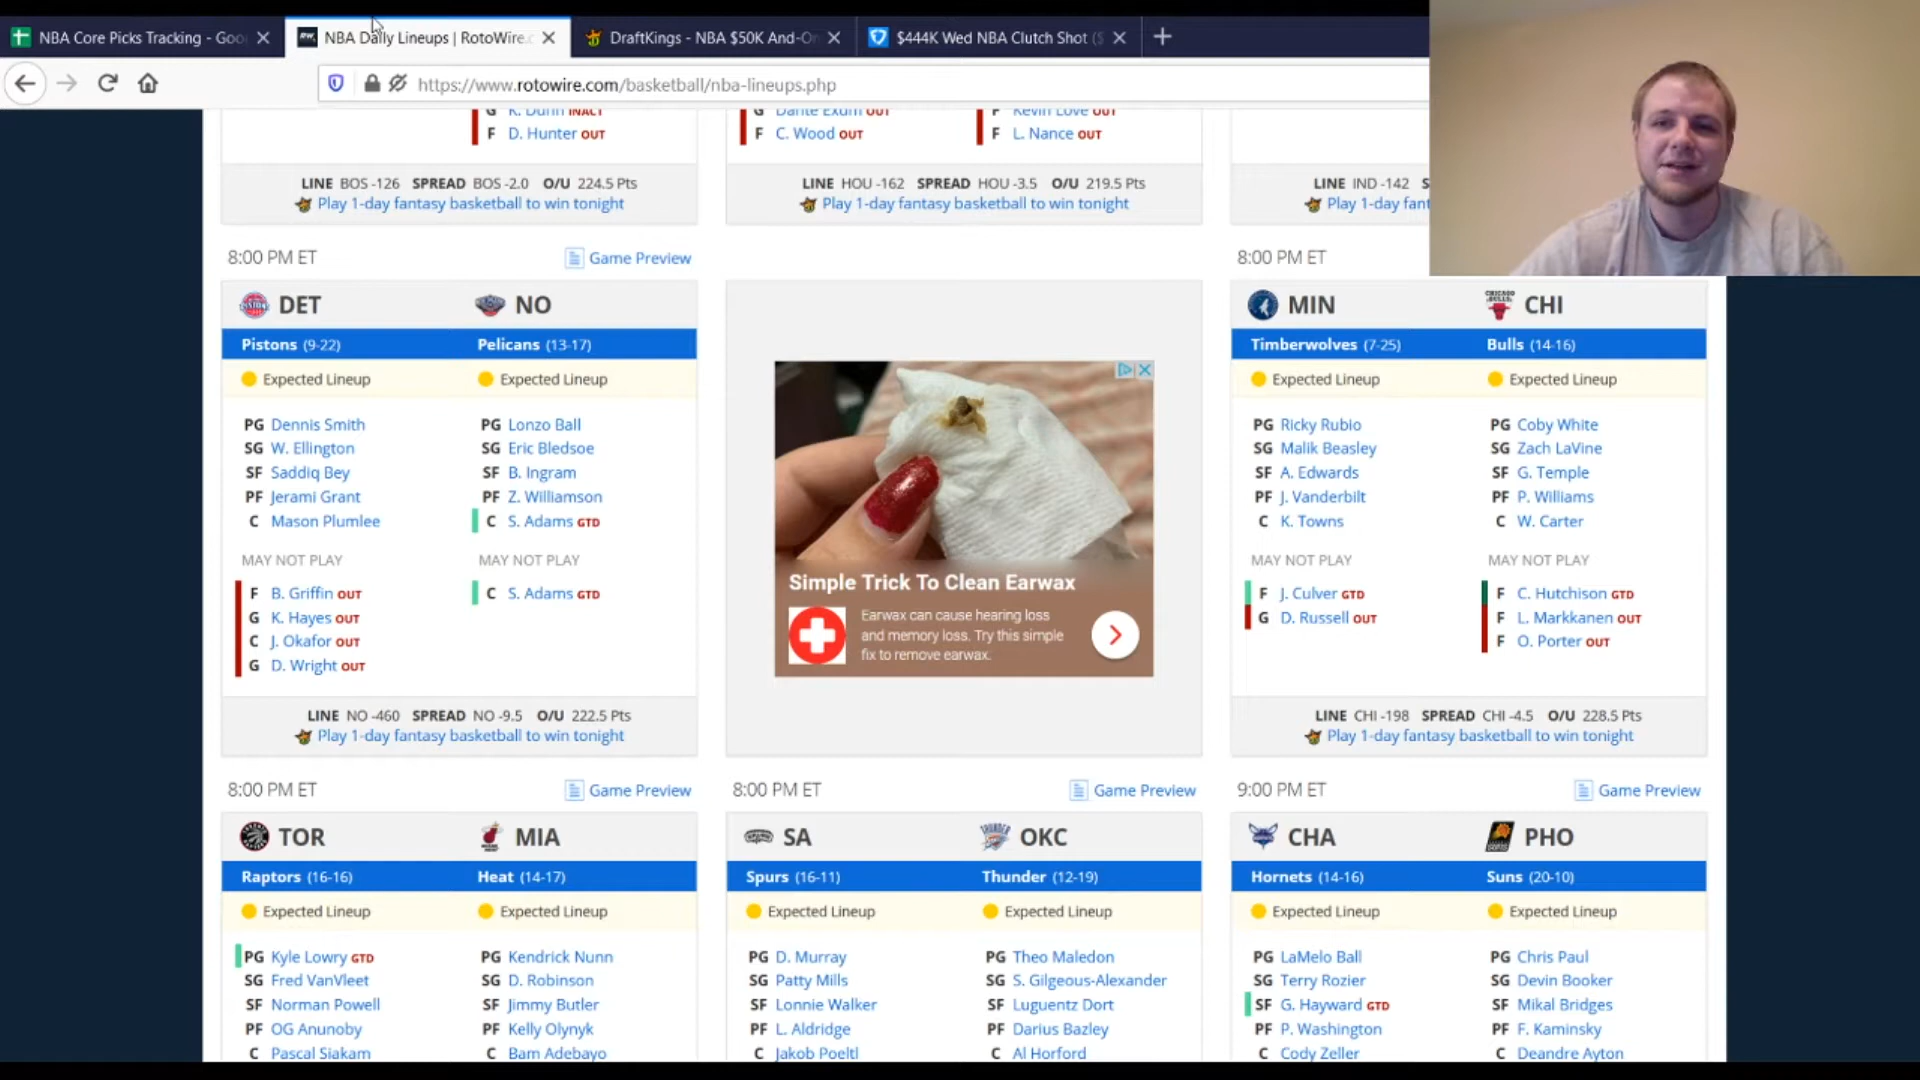 NBA Core Picks Tracking - Goo
NBA Daily Lineups | RotoWire.c
DraftKings - NBA $50K And-On
$444K Wed NBA Clutch Shot ($
https://www.rotowire.com/basketball/nba-lineups.php
G K. Dunn INACT
F D. Hunter OUT
G Dante Exum OUT
F C. Wood OUT
F Kevin Love OUT
F L. Nance OUT
LINE BOS -126 SPREAD BOS -2.0 O/U 224.5 Pts
Play 1-day fantasy basketball to win tonight
LINE HOU -162 SPREAD HOU -3.5 O/U 219.5 Pts
Play 1-day fantasy basketball to win tonight
LINE IND -142 S
Play 1-day fant
8:00 PM ET
Game Preview
DET
NO
Pistons (9-22)
Pelicans (13-17)
Expected Lineup
Expected Lineup
PG Dennis Smith
SG W. Ellington
SF Saddiq Bey
PF Jerami Grant
C Mason Plumlee
PG Lonzo Ball
SG Eric Bledsoe
SF B. Ingram
PF Z. Williamson
C S. Adams GTD
MAY NOT PLAY
F B. Griffin OUT
G K. Hayes OUT
C J. Okafor OUT
G D. Wright OUT
MAY NOT PLAY
C S. Adams GTD
LINE NO -460 SPREAD NO -9.5 O/U 222.5 Pts
Play 1-day fantasy basketball to win tonight
Simple Trick To Clean Earwax
Earwax can cause hearing loss
and memory loss. Try this simple
fix to remove earwax.
8:00 PM ET
MIN
CHI
CHICAGO
BULLS
Timberwolves (7-25)
Bulls (14-16)
Expected Lineup
Expected Lineup
PG Ricky Rubio
SG Malik Beasley
SF A. Edwards
PF J. Vanderbilt
C K. Towns
PG Coby White
SG Zach LaVine
SF G. Temple
PF P. Williams
C W. Carter
MAY NOT PLAY
F J. Culver GTD
G D. Russell OUT
MAY NOT PLAY
F C. Hutchison GTD
F L. Markkanen OUT
F O. Porter OUT
LINE CHI -198 SPREAD CHI -4.5 O/U 228.5 Pts
Play 1-day fantasy basketball to win tonight
8:00 PM ET
Game Preview
TOR
MIA
Raptors (16-16)
Heat (14-17)
Expected Lineup
Expected Lineup
PG Kyle Lowry GTD
SG Fred VanVleet
SF Norman Powell
PF OG Anunoby
C Pascal Siakam
PG Kendrick Nunn
SG D. Robinson
SF Jimmy Butler
PF Kelly Olynyk
C Bam Adebayo
8:00 PM ET
Game Preview
SA
OKC
Spurs (16-11)
Thunder (12-19)
Expected Lineup
Expected Lineup
PG D. Murray
SG Patty Mills
SF Lonnie Walker
PF L. Aldridge
C Jakob Poeltl
PG Theo Maledon
SG S. Gilgeous-Alexander
SF Luguentz Dort
PF Darius Bazley
C Al Horford
9:00 PM ET
Game Preview
CHA
PHO
Hornets (14-16)
Suns (20-10)
Expected Lineup
Expected Lineup
PG LaMelo Ball
SG Terry Rozier
SF G. Hayward GTD
PF P. Washington
C Cody Zeller
PG Chris Paul
SG Devin Booker
SF Mikal Bridges
PF F. Kaminsky
C Deandre Ayton